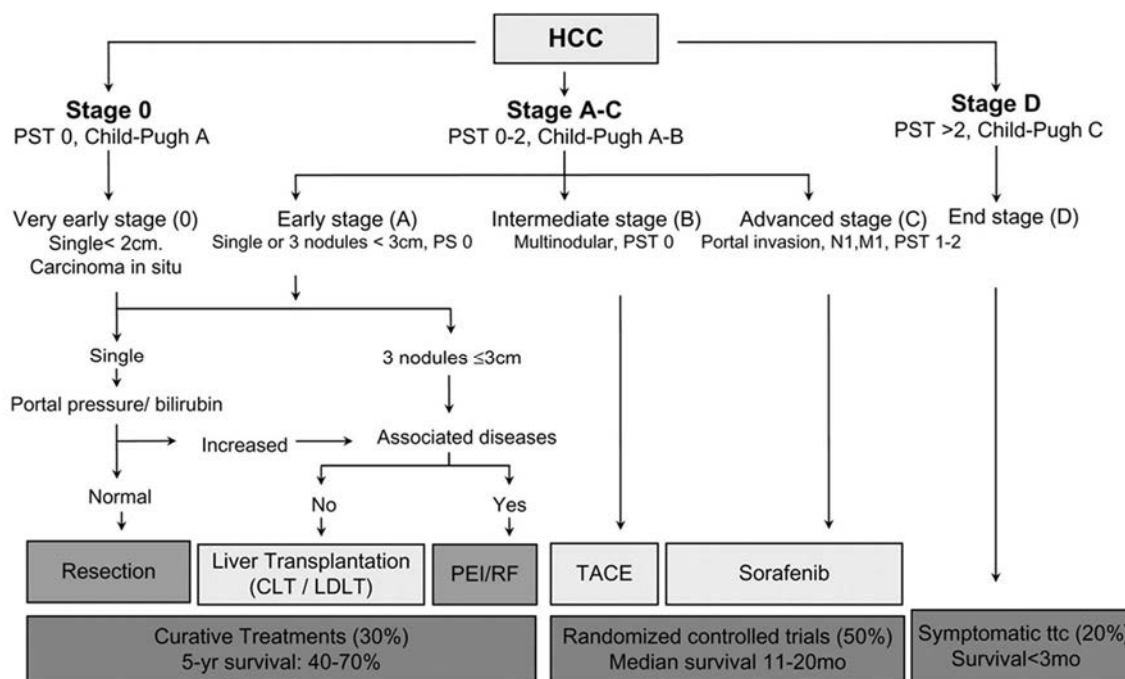 HCC
Stage 0
PST 0, Child-Pugh A
Stage A-C
PST 0-2, Child-Pugh A-B
Stage D
PST >2, Child-Pugh C
Very early stage (0)
Single< 2cm.
Carcinoma in situ
Early stage (A)
Single or 3 nodules < 3cm, PS 0
Intermediate stage (B)
Multinodular, PST 0
Advanced stage (C)
Portal invasion, N1,M1, PST 1-2
End stage (D)
Single
3 nodules ≤3cm
Portal pressure/ bilirubin
Increased
Associated diseases
Normal
No
Yes
Resection
Liver Transplantation
(CLT / LDLT)
PEI/RF
TACE
Sorafenib
Curative Treatments (30%)
5-yr survival: 40-70%
Randomized controlled trials (50%)
Median survival 11-20mo
Symptomatic ttc (20%)
Survival<3mo